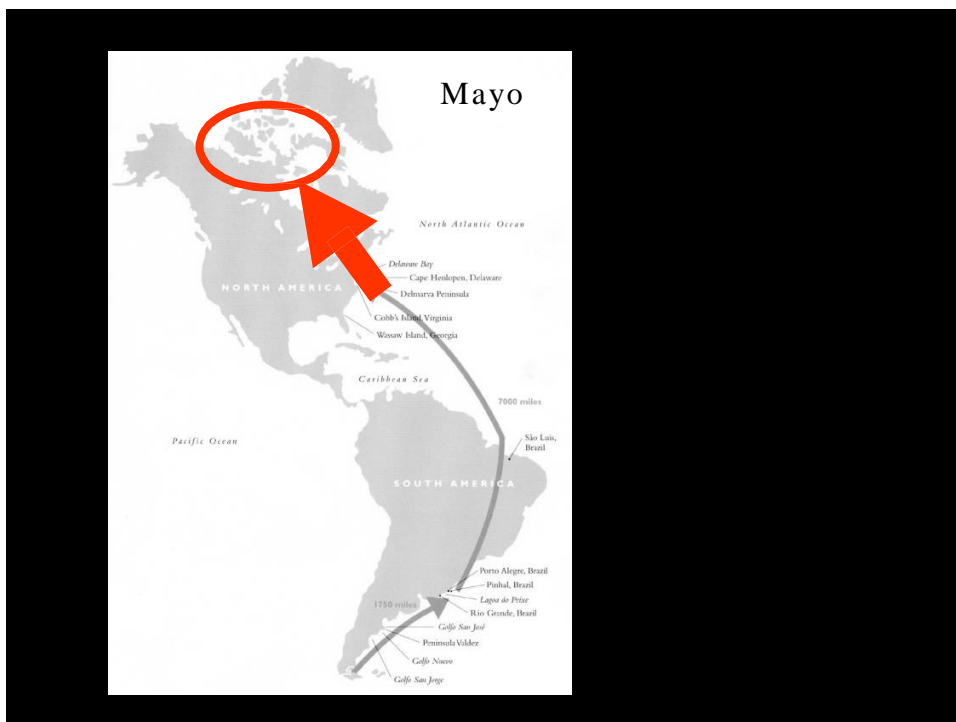 Mayo
North Atlantic Ocean
Delaware Bay
Cape Henlopen, Delaware
NORTH AMERICA
Delmarva Peninsula
Cobb's Island, Virginia
Wassaw Island, Georgia
Caribbean Sea
7000 miles
Pacific Ocean
São Luis,
Brazil
SOUTH AMERICA
Porto Alegre, Brazil
Pinhal, Brazil
Lagoa do Peixe
1750 miles
Rio Grande, Brazil
Golfo San José
Peninsula Valdez
Golfo Nuevo
Golfo San Jorge